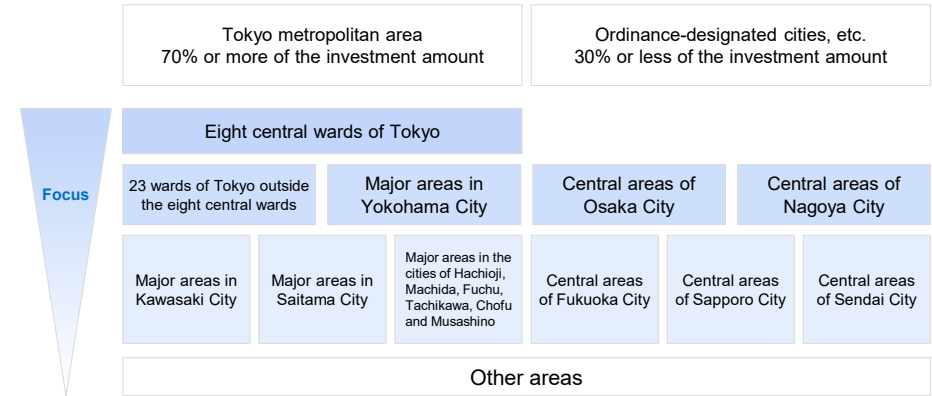 Tokyo metropolitan area
70% or more of the investment amount
Ordinance-designated cities, etc.
30% or less of the investment amount
Focus
Eight central wards of Tokyo
23 wards of Tokyo outside
the eight central wards
Major areas in
Yokohama City
Central areas of
Osaka City
Central areas of
Nagoya City
Major areas in
Kawasaki City
Major areas in
Saitama City
Major areas in the
cities of Hachioji,
Machida, Fuchu,
Tachikawa, Chofu
and Musashino
Central areas
of Fukuoka City
Central areas
of Sapporo City
Central areas
of Sendai City
Other areas